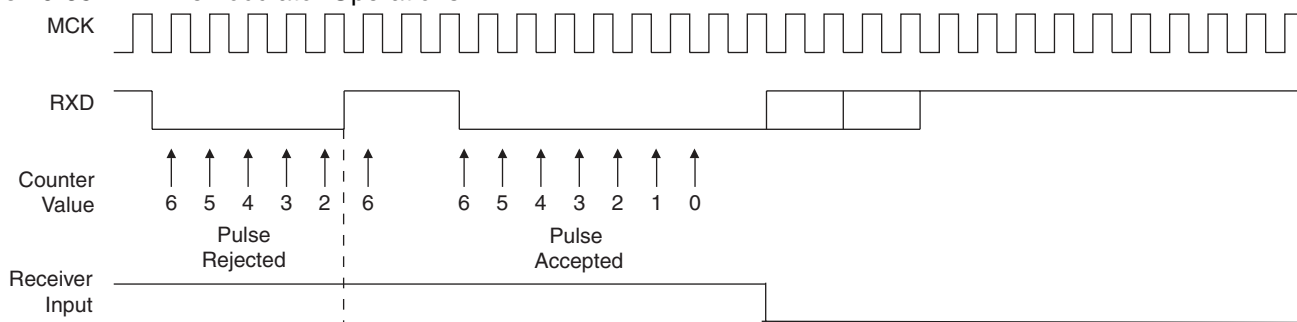 MCK
RXD
Counter
Value
6 5 4 3 2 6 6 5 4 3 2 1 0
Pulse
Rejected
Pulse
Accepted
Receiver
Input